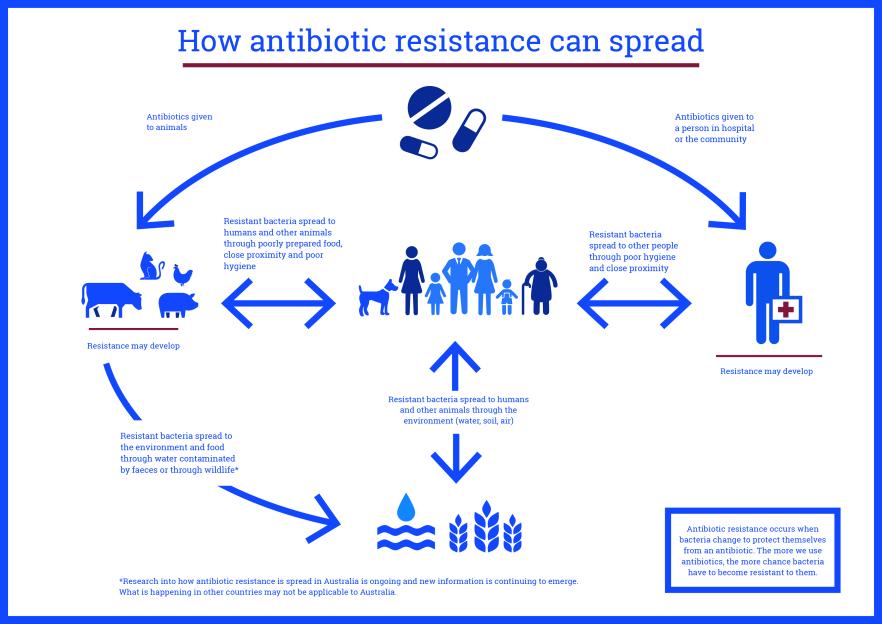 How antibiotic resistance can spread
Antibiotics given
to animals
Antibiotics given to
a person in hospital
or the community
Resistant bacteria spread to
humans and other animals
through poorly prepared food,
close proximity and poor
hygiene
Resistant bacteria
spread to other people
through poor hygiene
and close proximity
Resistance may develop
Resistance may develop
Resistant bacteria spread to humans
and other animals through the
environment (water, soil, air)
Resistant bacteria spread to
the environment and food
through water contaminated
by faeces or through wildlife*
Antibiotic resistance occurs when
bacteria change to protect themselves
from an antibiotic. The more we use
antibiotics, the more chance bacteria
have to become resistant to them.
*Research into how antibiotic resistance is spread in Australia is ongoing and new information is continuing to emerge.
What is happening in other countries may not be applicable to Australia.